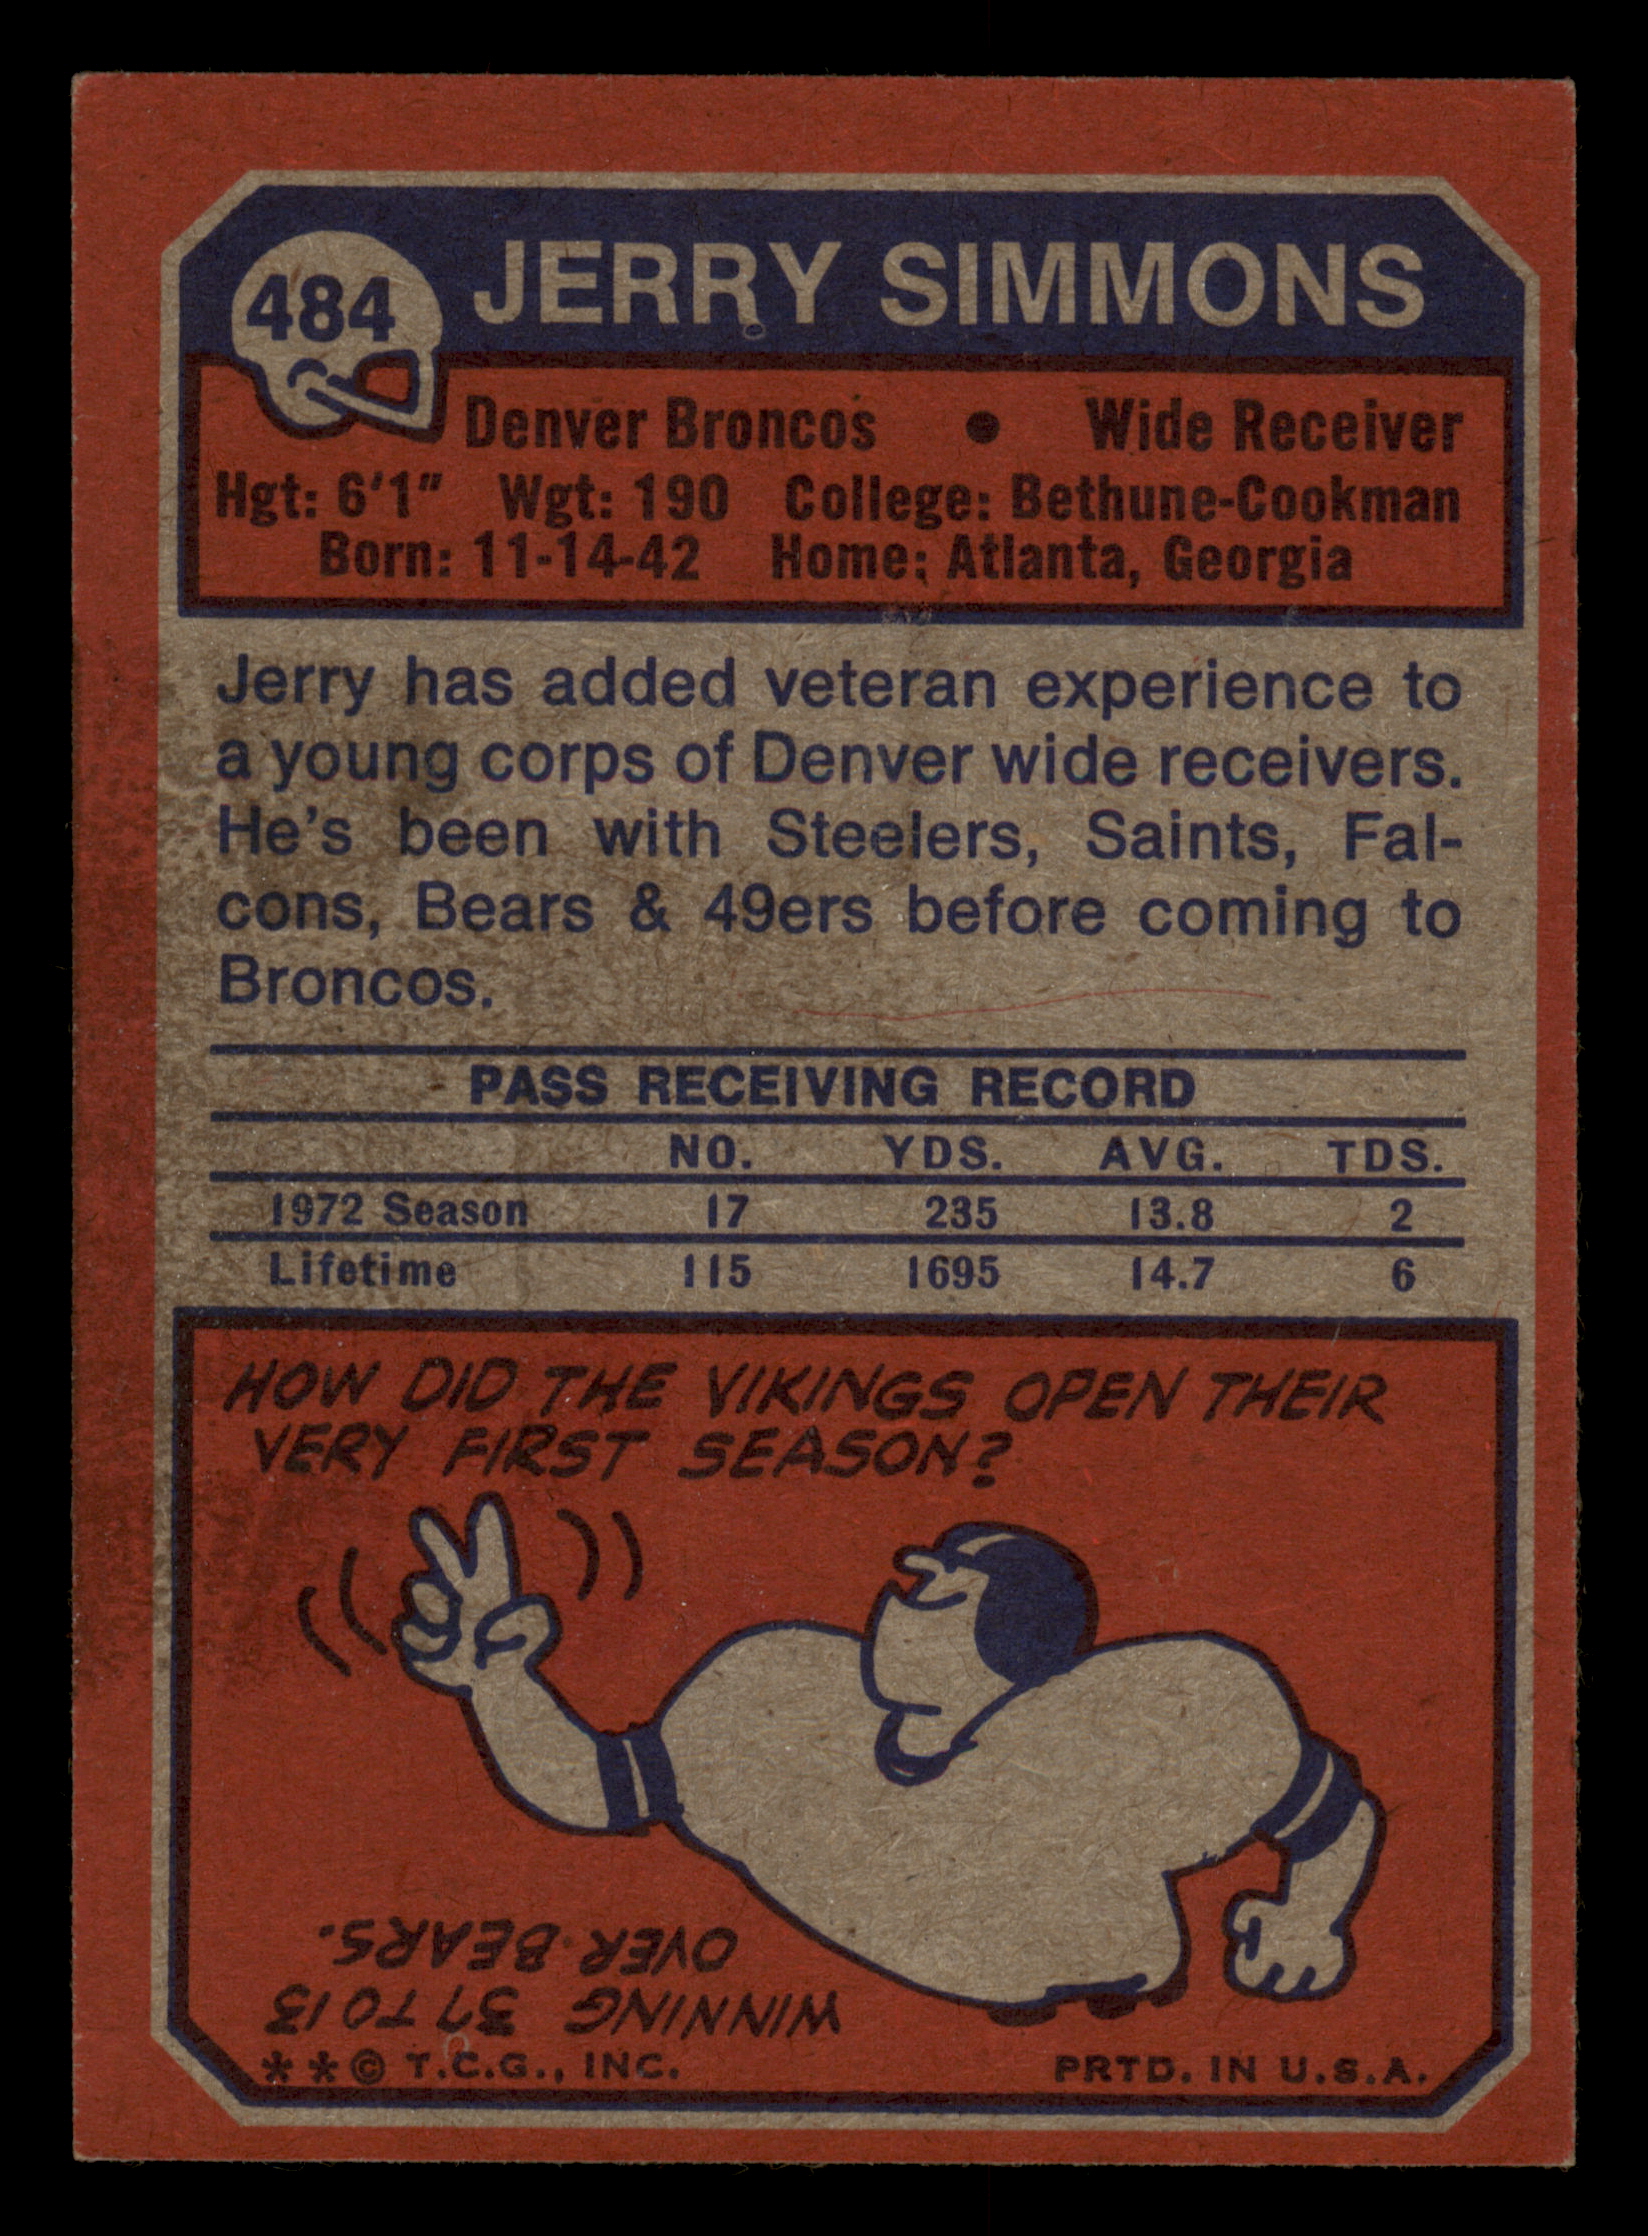 484 JERRY SIMMONS
Denver Broncos • Wide Receiver
Hgt: 6'1" Wgt: 190 College: Bethune-Cookman
Born: 11-14-42 Home: Atlanta, Georgia
Jerry has added veteran experience to
a young corps of Denver wide receivers.
He's been with Steelers, Saints, Fal-
cons, Bears & 49ers before coming to
Broncos.
PASS RECEIVING RECORD
NO. YDS. AVG. TDS.
1972 Season 17 235 13.8 2
Lifetime 115 1695 14.7 6
HOW DID THE VIKINGS OPEN THEIR
VERY FIRST SEASON?
WINNING 37 TO 13
OVER BEARS.
**© T.C.G., INC. PRTD. IN U.S.A.